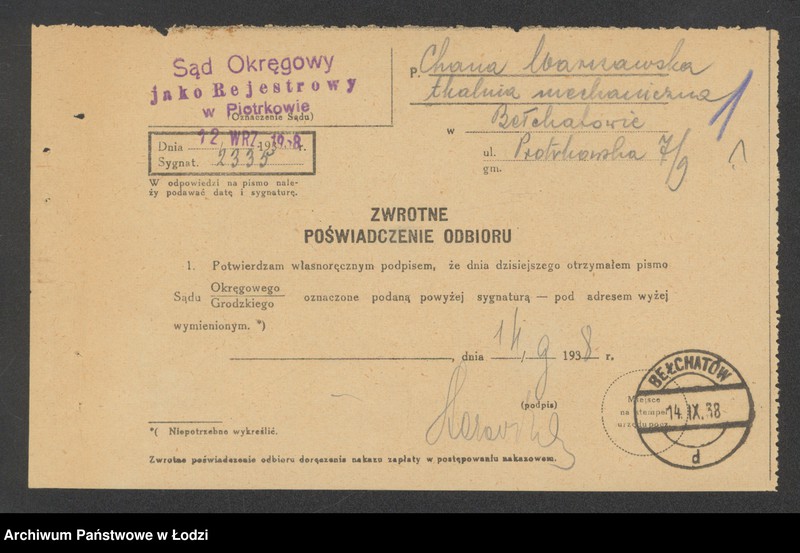 Sąd Okręgowy
jako Rejestrowy
w Piotrkowie
(Oznaczenie Sądu)
Dnia 12 WRZ. 1938 r.
Sygnat. 2335
W odpowiedzi na pismo nale-
ży podawać datę i sygnaturę.
P. Chana Warszawska
tkalnia mechaniczna
w Bełchatowie
ul. Piotrkowska 7/9
gm.
1
ZWROTNE
POŚWIADCZENIE ODBIORU
1. Potwierdzam własnoręcznym podpisem, że dnia dzisiejszego otrzymałem pismo
Sądu Okręgowego
Grodzkiego
oznaczone podaną powyżej sygnaturą — pod adresem wyżej
wymienionym. *)
, dnia 14, 9 1938 r.
(podpis)
Miejsce
na stempel
urzędu pocz.
BEŁCHATÓW
14. IX. 38
d
*( Niepotrzebne wykreślić.
Zwrotne poświadczenie odbioru doręczenia nakazu zapłaty w postępowaniu nakazowem.
Archiwum Państwowe w Łodzi